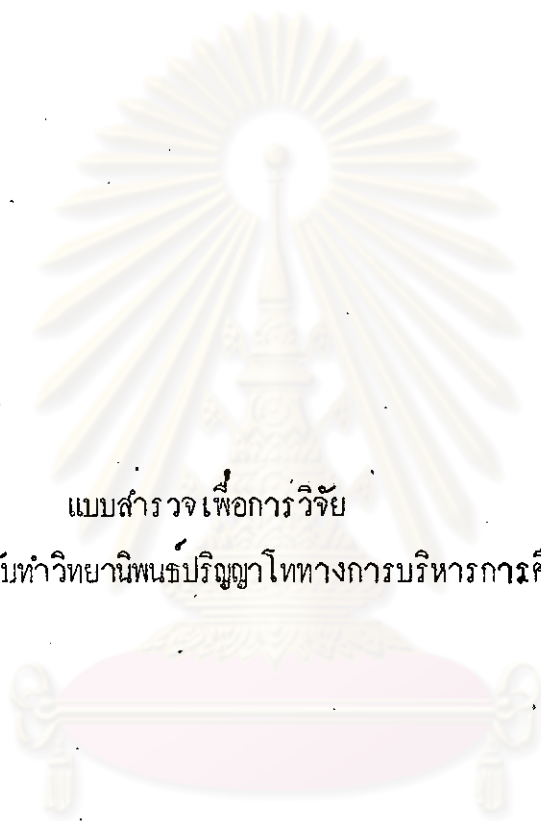 แบบสำรวจเพื่อการวิจัย
ทำวิทยานิพนธ์ปริญญาโททางการบริหารการ